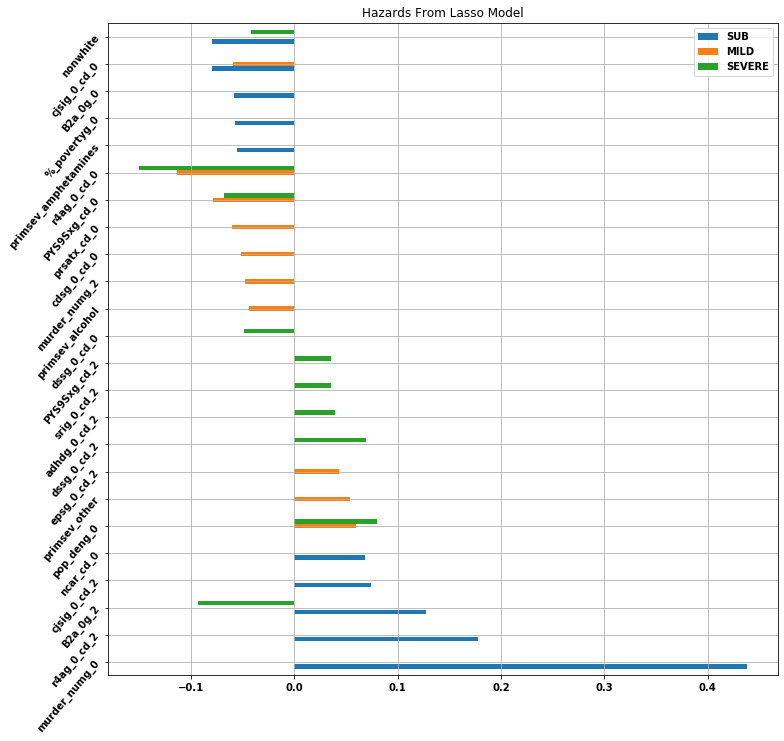 Hazards From Lasso Model
SUB
MILD
SEVERE
nonwhite
cjsig_0_cd_0
B2a_0g_0
%_povertyg_0
primsev_amphetamines
r4ag_0_cd_0
PYS9Sxg_cd_0
prsatx_cd_0
cdsg_0_cd_0
murder_numg_2
primsev_alcohol
dssg_0_cd_0
PYS9Sxg_cd_2
srig_0_cd_2
adhdg_0_cd_2
dssg_0_cd_2
epsg_0_cd_2
primsev_other
pop_deng_0
ncar_cd_0
cjsig_0_cd_2
B2a_0g_2
r4ag_0_cd_2
murder_numg_0
−0.1 0.0 0.1 0.2 0.3 0.4